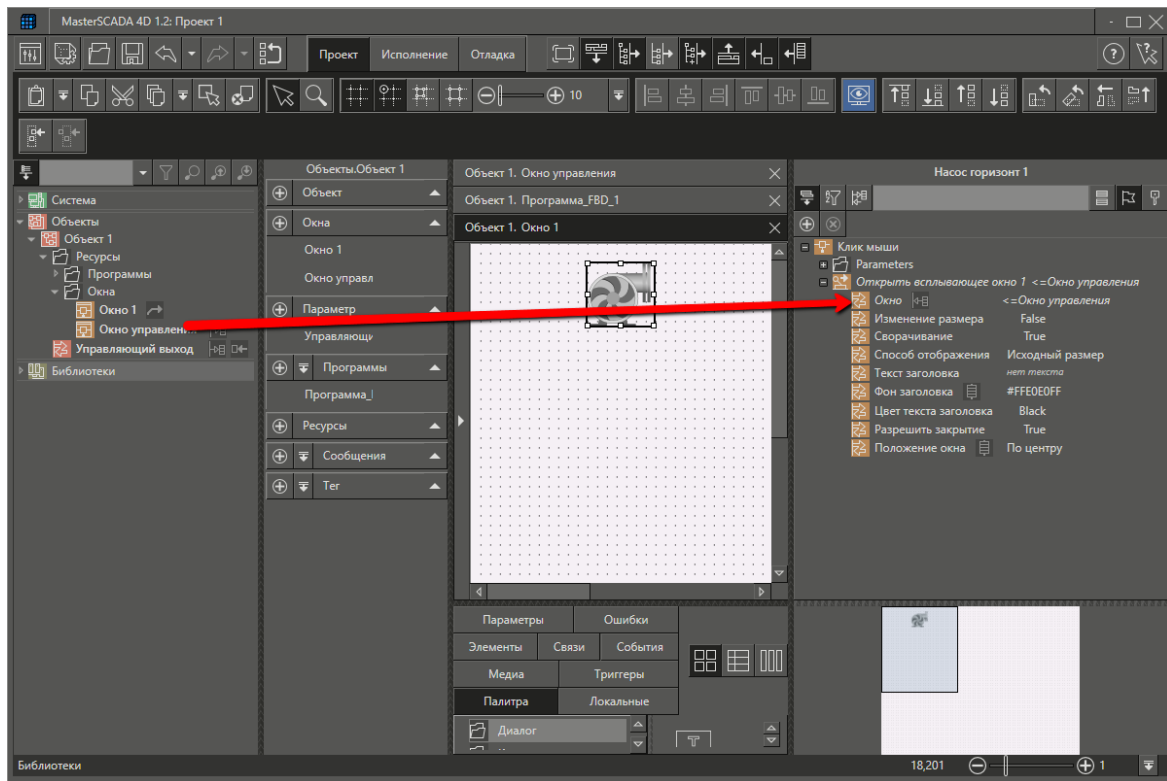 MasterSCADA 4D 1.2: Проект 1
Проект Исполнение Отладка
10
Объекты.Объект 1
Объект
Окна
Окно 1
Окно управл
Параметр
Управляющи
Программы
Программа_
Ресурсы
Сообщения
Тег
Система
Объекты
Объект 1
Ресурсы
Программы
Окна
Окно 1
Окно управлен
Управляющий выход
Библиотеки
Объект 1. Окно управления
Объект 1. Программа_FBD_1
Объект 1. Окно 1
Параметры Ошибки
Элементы Связи События
Медиа Триггеры
Палитра Локальные
Диалог
Насос горизонт 1
Клик мыши
Parameters
Открыть всплывающее окно 1 <=Окно управления
Окно <=Окно управления
Изменение размера False
Сворачивание True
Способ отображения Исходный размер
Текст заголовка нет текста
Фон заголовка #FFE0E0FF
Цвет текста заголовка Black
Разрешить закрытие True
Положение окна По центру
Библиотеки
18,201
1